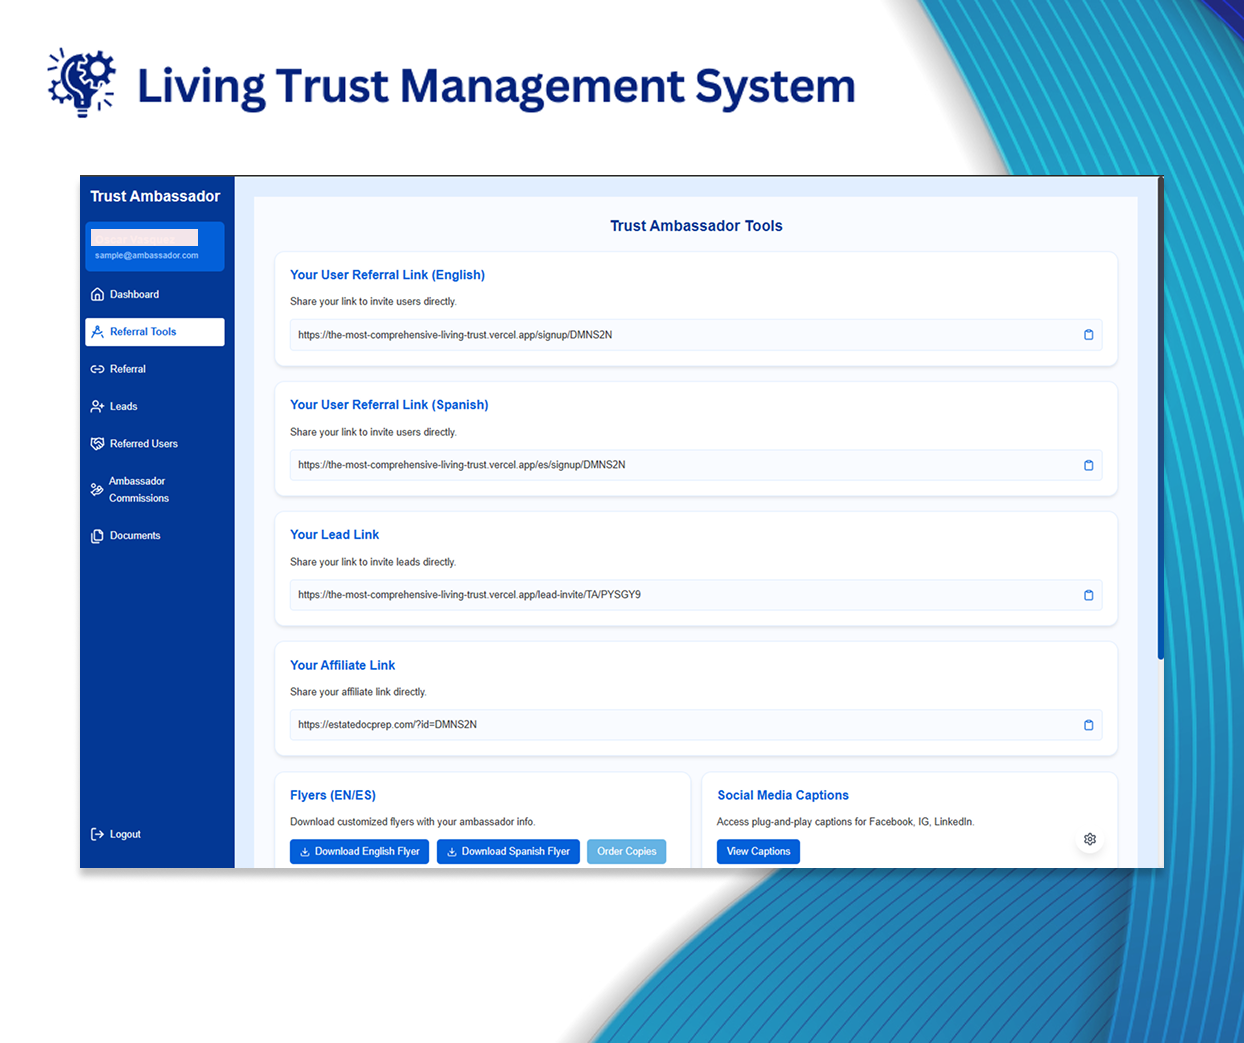 Living Trust Management System
Trust Ambassador
sample@ambassador.com
Dashboard
Referral Tools
Referral
Leads
Referred Users
Ambassador
Commissions
Documents
Logout
Trust Ambassador Tools
Your User Referral Link (English)
Share your link to invite users directly.
https://the-most-comprehensive-living-trust.vercel.app/signup/DMNS2N
Your User Referral Link (Spanish)
Share your link to invite users directly.
https://the-most-comprehensive-living-trust.vercel.app/es/signup/DMNS2N
Your Lead Link
Share your link to invite leads directly.
https://the-most-comprehensive-living-trust.vercel.app/lead-invite/TA/PYSGY9
Your Affiliate Link
Share your affiliate link directly.
https://estatedocprep.com/?id=DMNS2N
Flyers (EN/ES)
Download customized flyers with your ambassador info.
Download English Flyer
Download Spanish Flyer
Order Copies
Social Media Captions
Access plug-and-play captions for Facebook, IG, LinkedIn.
View Captions